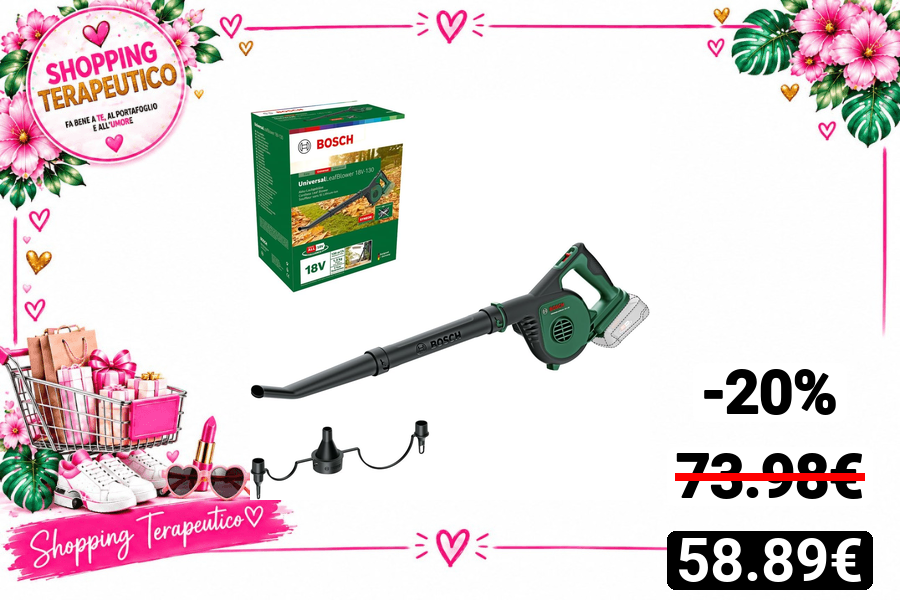 SHOPPING
TERAPEUTICO
FA BENE A TE, AL PORTAFOGLIO
E ALL'UMORE
BOSCH
UniversalLeafBlower 18V-130
18V
BOSCH
-20%
73.98€
58.89€
Shopping Terapeutico